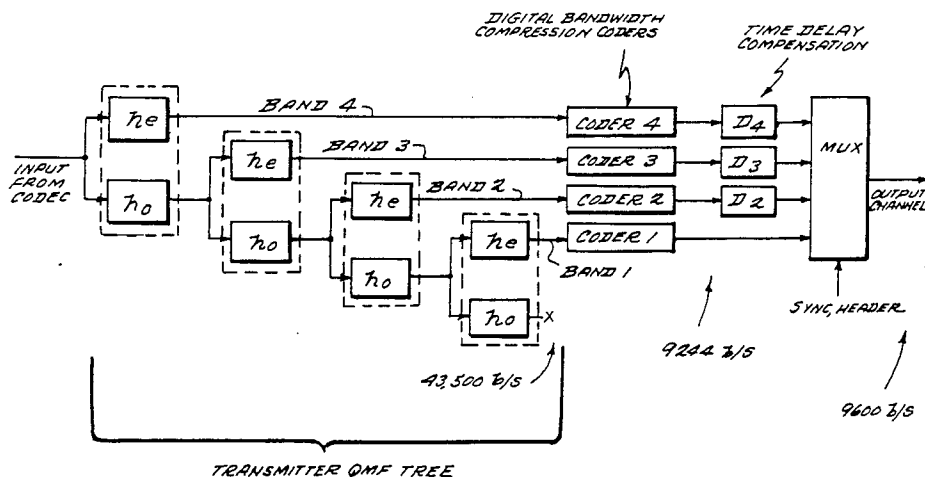 DIGITAL BANDWIDTH
COMPRESSION CODERS
TIME DELAY
COMPENSATION
he
BAND 4
CODER 4
D4
MUX
he
BAND 3
CODER 3
D3
INPUT
FROM
CODEC
ho
he
BAND 2
CODER 2
D2
OUTPUT
CHANNEL
ho
he
CODER 1
BAND 1
ho
ho
X
SYNC, HEADER
43,500 b/s
9244 b/s
9600 b/s
TRANSMITTER QMF TREE